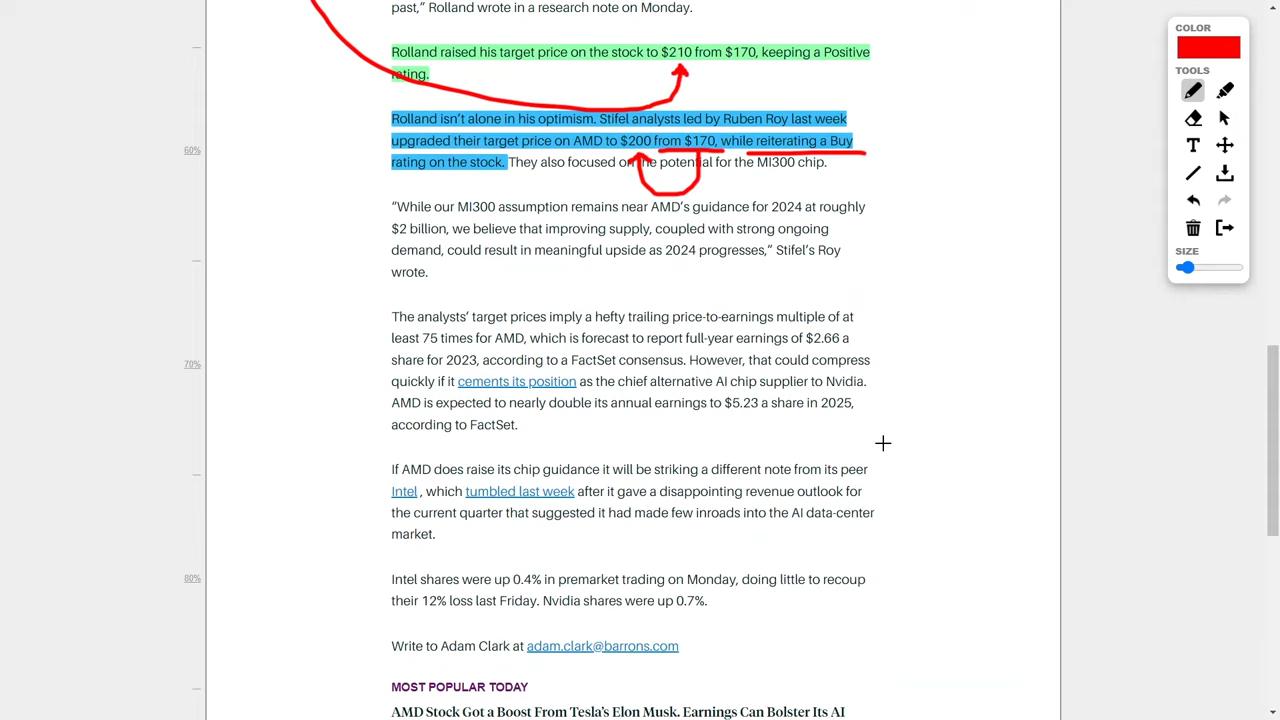 past,” Rolland wrote in a research note on Monday.
Rolland raised his target price on the stock to $210 from $170, keeping a Positive
rating.
Rolland isn’t alone in his optimism. Stifel analysts led by Ruben Roy last week
upgraded their target price on AMD to $200 from $170, while reiterating a Buy
rating on the stock. They also focused on the potential for the MI300 chip.
“While our MI300 assumption remains near AMD’s guidance for 2024 at roughly
$2 billion, we believe that improving supply, coupled with strong ongoing
demand, could result in meaningful upside as 2024 progresses,” Stifel’s Roy
wrote.
The analysts’ target prices imply a hefty trailing price-to-earnings multiple of at
least 75 times for AMD, which is forecast to report full-year earnings of $2.66 a
share for 2023, according to a FactSet consensus. However, that could compress
quickly if it cements its position as the chief alternative AI chip supplier to Nvidia.
AMD is expected to nearly double its annual earnings to $5.23 a share in 2025,
according to FactSet.
If AMD does raise its chip guidance it will be striking a different note from its peer
Intel , which tumbled last week after it gave a disappointing revenue outlook for
the current quarter that suggested it had made few inroads into the AI data-center
market.
Intel shares were up 0.4% in premarket trading on Monday, doing little to recoup
their 12% loss last Friday. Nvidia shares were up 0.7%.
Write to Adam Clark at adam.clark@barrons.com
MOST POPULAR TODAY
AMD Stock Got a Boost From Tesla’s Elon Musk. Earnings Can Bolster Its AI
60%
70%
80%
COLOR
TOOLS
T
SIZE